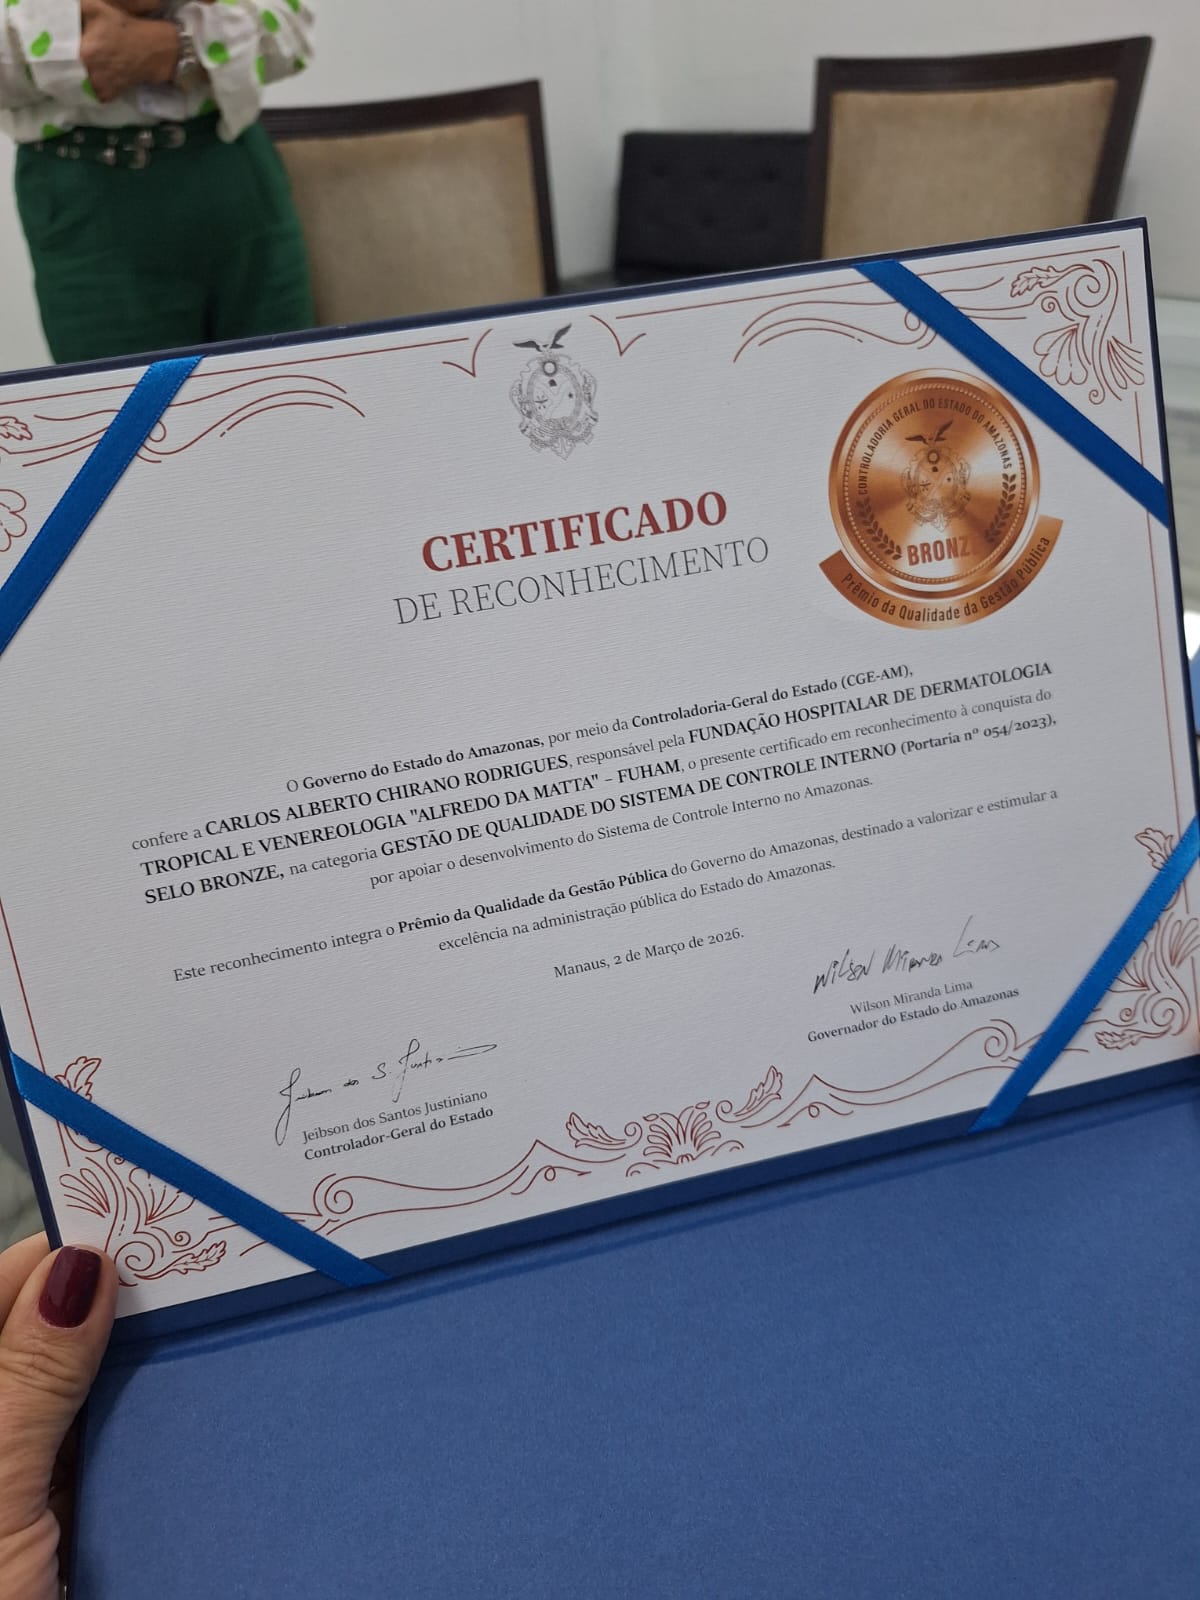 CERTIFICADO
DE RECONHECIMENTO
CONTROLADORIA GERAL DO ESTADO DO AMAZONAS
BRONZ
Prêmio da Qualidade da Gestão Pública
O Governo do Estado do Amazonas, por meio da Controladoria-Geral do Estado (CGE-AM),
confere a CARLOS ALBERTO CHIRANO RODRIGUES, responsável pela FUNDAÇÃO HOSPITALAR DE DERMATOLOGIA
TROPICAL E VENEREOLOGIA "ALFREDO DA MATTA" – FUHAM, o presente certificado em reconhecimento à conquista do
SELO BRONZE, na categoria GESTÃO DE QUALIDADE DO SISTEMA DE CONTROLE INTERNO (Portaria nº 054/2023),
por apoiar o desenvolvimento do Sistema de Controle Interno no Amazonas.
Este reconhecimento integra o Prêmio da Qualidade da Gestão Pública do Governo do Amazonas, destinado a valorizar e estimular a
excelência na administração pública do Estado do Amazonas.
Manaus, 2 de Março de 2026.
Wilson Miranda Lima
Wilson Miranda Lima
Governador do Estado do Amazonas
Jeibson dos S. Justiniano
Jeibson dos Santos Justiniano
Controlador-Geral do Estado